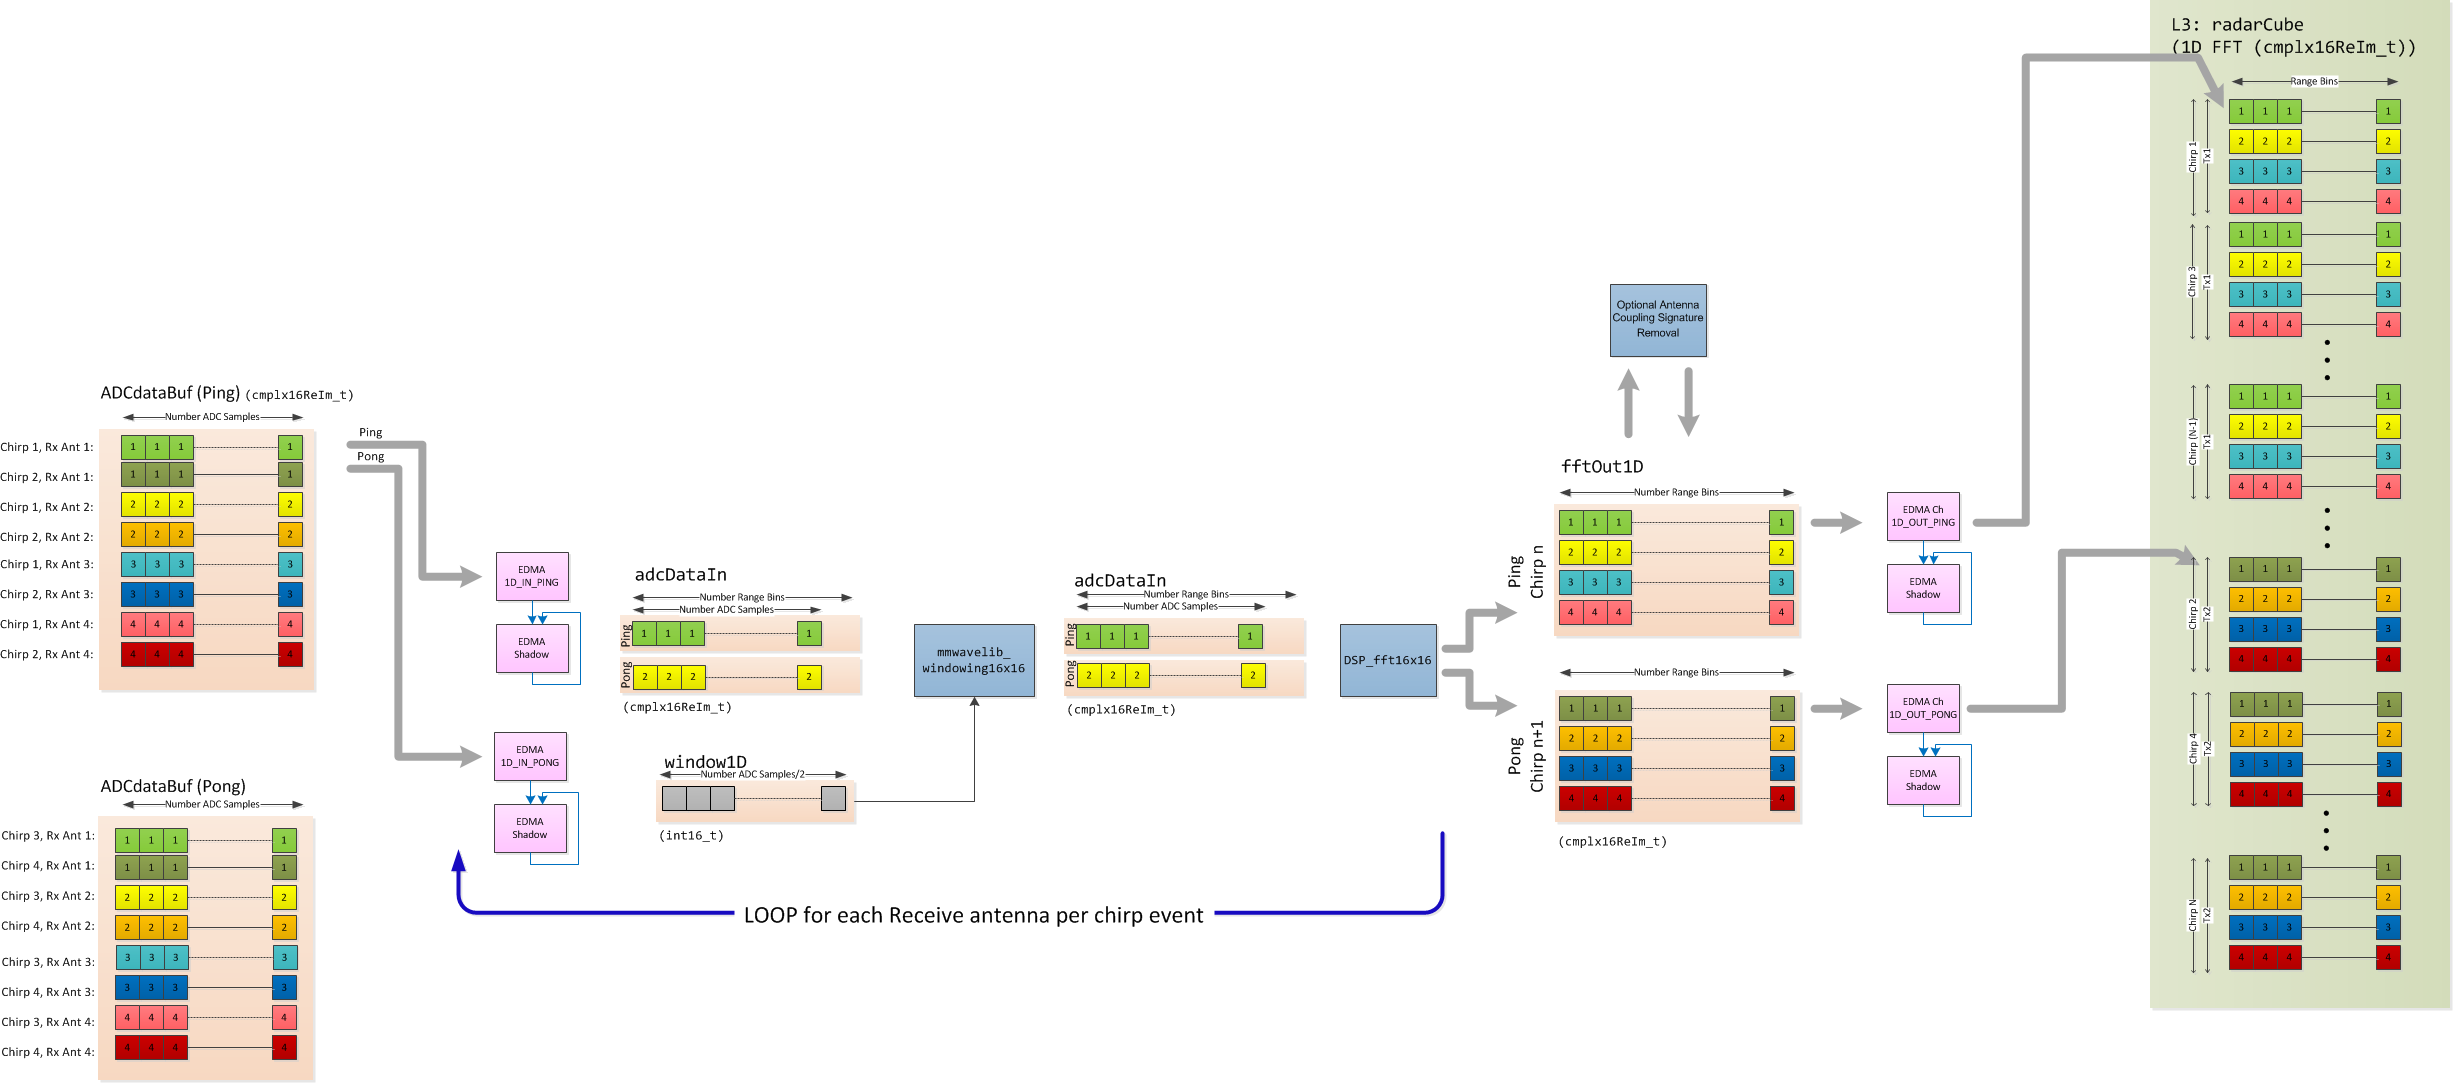 L3: radarCube
(1D FFT (cmplx16ReIm_t))
Range Bins
Chirp 1
Tx1
1 1 1 1
2 2 2 2
3 3 3 3
4 4 4 4
Chirp 3
Tx1
1 1 1 1
2 2 2 2
3 3 3 3
4 4 4 4
Chirp (N-1)
Tx1
1 1 1 1
2 2 2 2
3 3 3 3
4 4 4 4
Chirp 2
Tx2
1 1 1 1
2 2 2 2
3 3 3 3
4 4 4 4
Chirp 4
Tx2
1 1 1 1
2 2 2 2
3 3 3 3
4 4 4 4
Chirp N
Tx2
1 1 1 1
2 2 2 2
3 3 3 3
4 4 4 4
ADCdataBuf (Ping) (cmplx16ReIm_t)
Number ADC Samples
Chirp 1, Rx Ant 1: 1 1 1 1
Chirp 2, Rx Ant 1: 1 1 1 1
Chirp 1, Rx Ant 2: 2 2 2 2
Chirp 2, Rx Ant 2: 2 2 2 2
Chirp 1, Rx Ant 3: 3 3 3 3
Chirp 2, Rx Ant 3: 3 3 3 3
Chirp 1, Rx Ant 4: 4 4 4 4
Chirp 2, Rx Ant 4: 4 4 4 4
ADCdataBuf (Pong)
Number ADC Samples
Chirp 3, Rx Ant 1: 1 1 1 1
Chirp 4, Rx Ant 1: 1 1 1 1
Chirp 3, Rx Ant 2: 2 2 2 2
Chirp 4, Rx Ant 2: 2 2 2 2
Chirp 3, Rx Ant 3: 3 3 3 3
Chirp 4, Rx Ant 3: 3 3 3 3
Chirp 3, Rx Ant 4: 4 4 4 4
Chirp 4, Rx Ant 4: 4 4 4 4
Ping
Pong
EDMA
1D_IN_PING
EDMA
Shadow
EDMA
1D_IN_PONG
EDMA
Shadow
adcDataIn
Number Range Bins
Number ADC Samples
Ping
1 1 1 1
Pong
2 2 2 2
(cmplx16ReIm_t)
window1D
Number ADC Samples/2
(int16_t)
mmwavelib_
windowing16x16
adcDataIn
Number Range Bins
Number ADC Samples
Ping
1 1 1 1
Pong
2 2 2 2
(cmplx16ReIm_t)
DSP_fft16x16
LOOP for each Receive antenna per chirp event
Optional Antenna
Coupling Signature
Removal
fftOut1D
Number Range Bins
Ping
Chirp n
1 1 1 1
2 2 2 2
3 3 3 3
4 4 4 4
Number Range Bins
Pong
Chirp n+1
1 1 1 1
2 2 2 2
3 3 3 3
4 4 4 4
(cmplx16ReIm_t)
EDMA Ch
1D_OUT_PING
EDMA
Shadow
EDMA Ch
1D_OUT_PONG
EDMA
Shadow